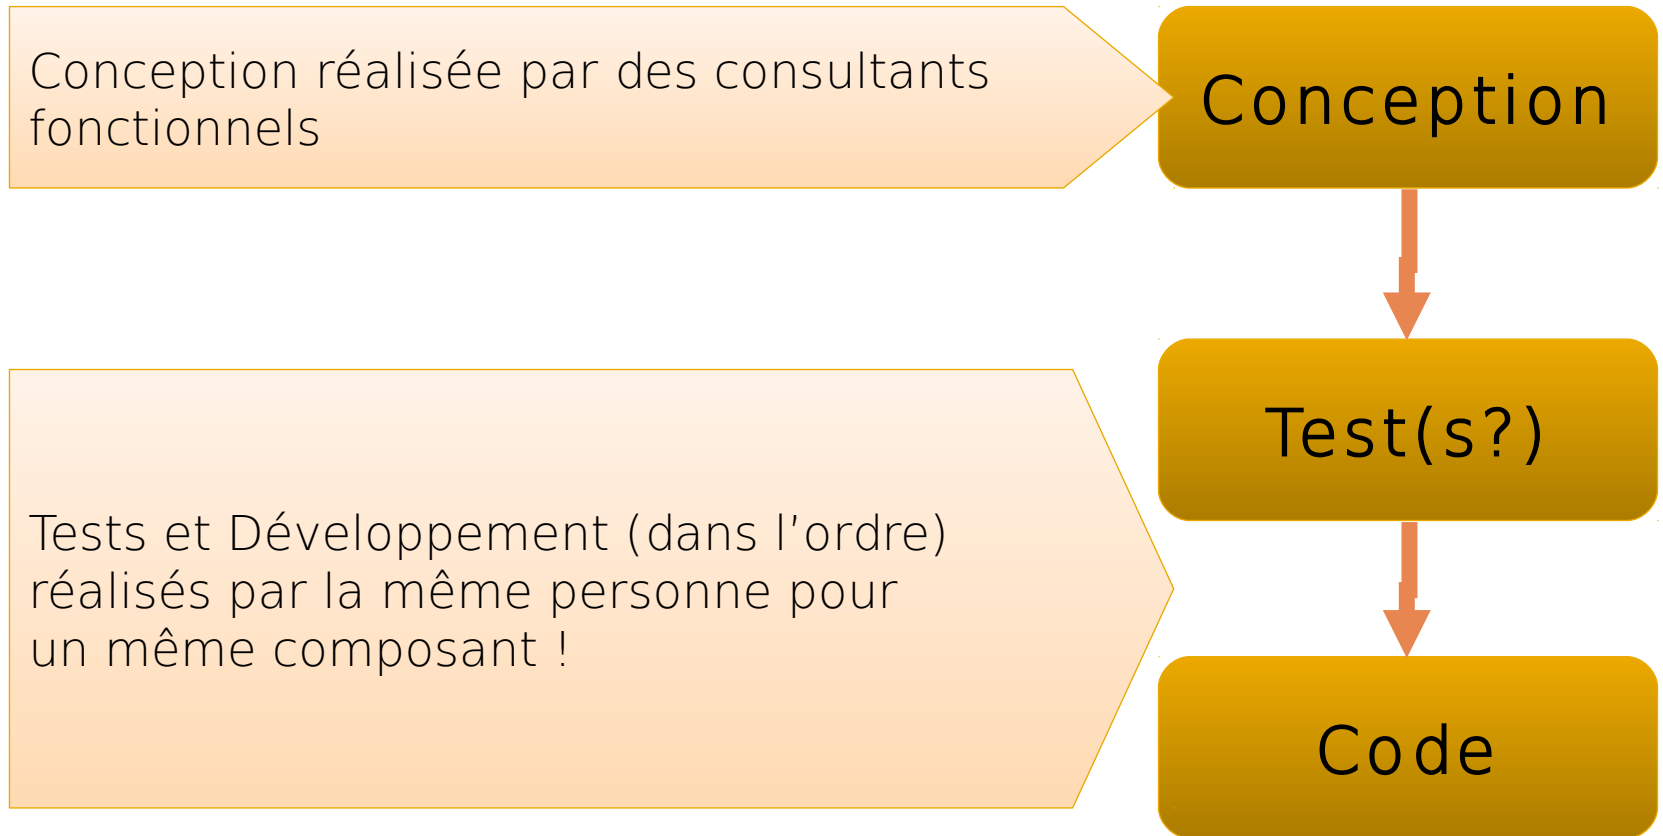 Conception réalisée par des consultants
fonctionnels
Conception
Test(s?)
Tests et Développement (dans l’ordre)
réalisés par la même personne pour
un même composant !
Code